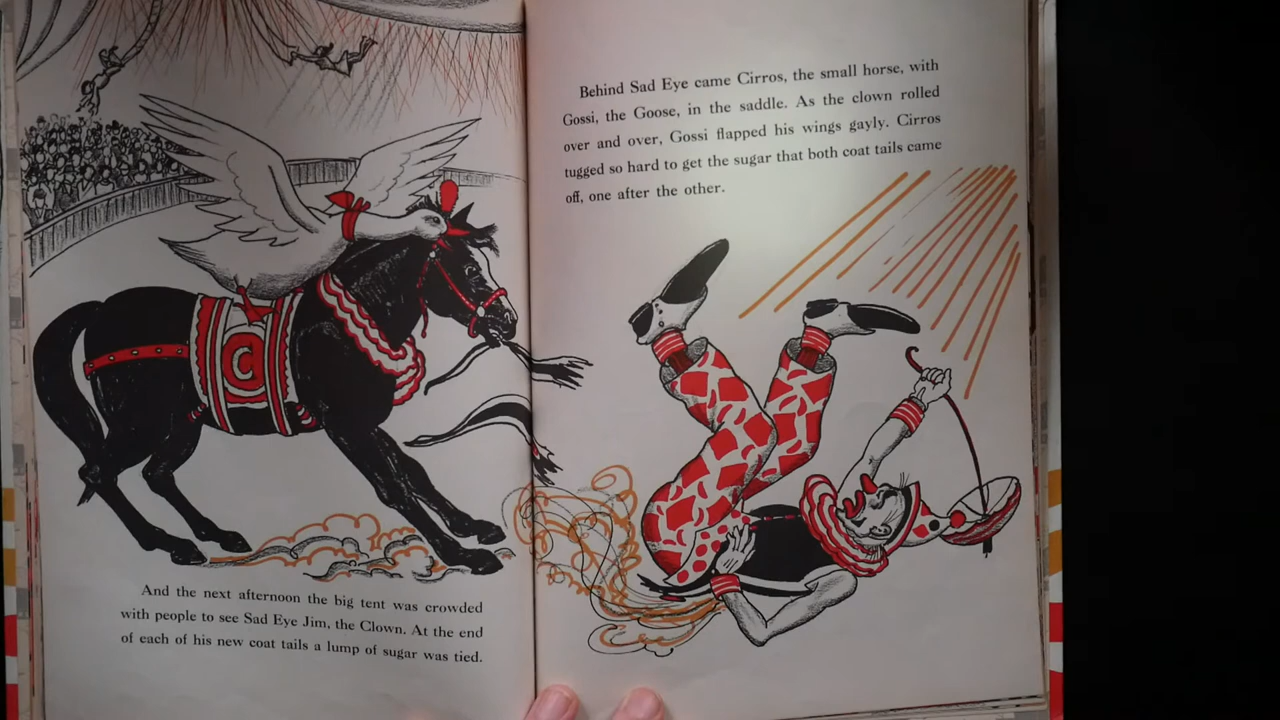 And the next afternoon the big tent was crowded
with people to see Sad Eye Jim, the Clown. At the end
of each of his new coat tails a lump of sugar was tied.
Behind Sad Eye came Cirros, the small horse, with
Gossi, the Goose, in the saddle. As the clown rolled
over and over, Gossi flapped his wings gayly. Cirros
tugged so hard to get the sugar that both coat tails came
off, one after the other.
C